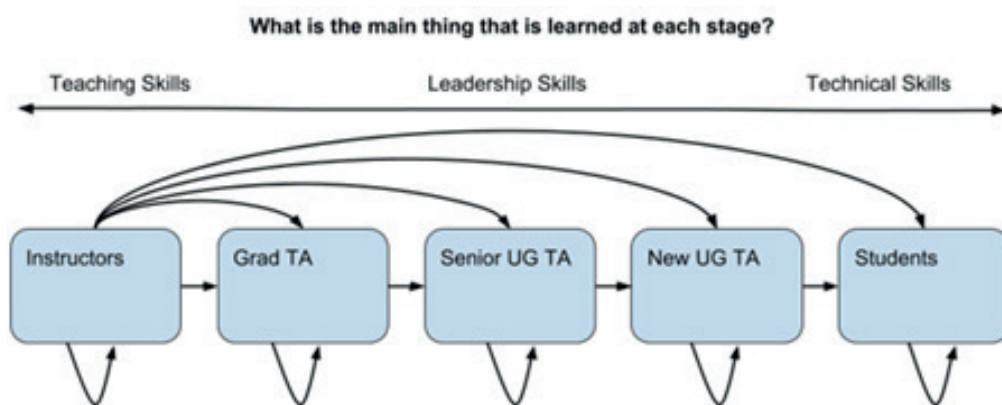 What is the main thing that is learned at each stage?
Teaching Skills Leadership Skills Technical Skills
Instructors Grad TA Senior UG TA New UG TA Students